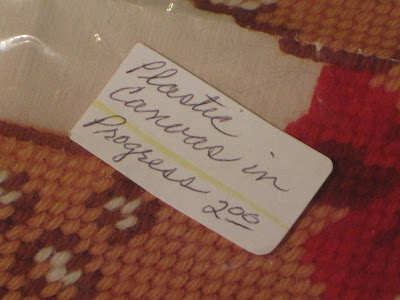 Plastic
Canvas in
Progress 2.00